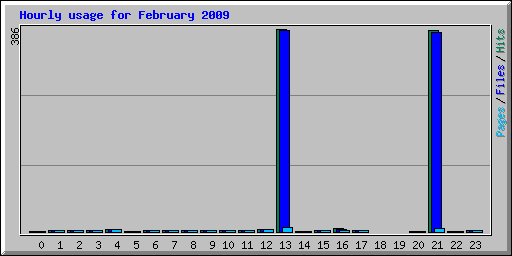 Hourly usage for February 2009
386
Pages/Files/Hits
0 1 2 3 4 5 6 7 8 9 10 11 12 13 14 15 16 17 18 19 20 21 22 23